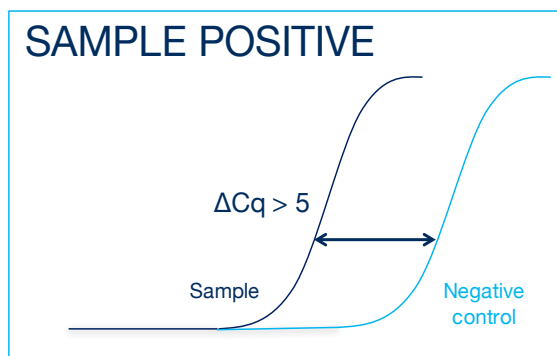 SAMPLE POSITIVE
ΔCq > 5
Sample
Negative
control